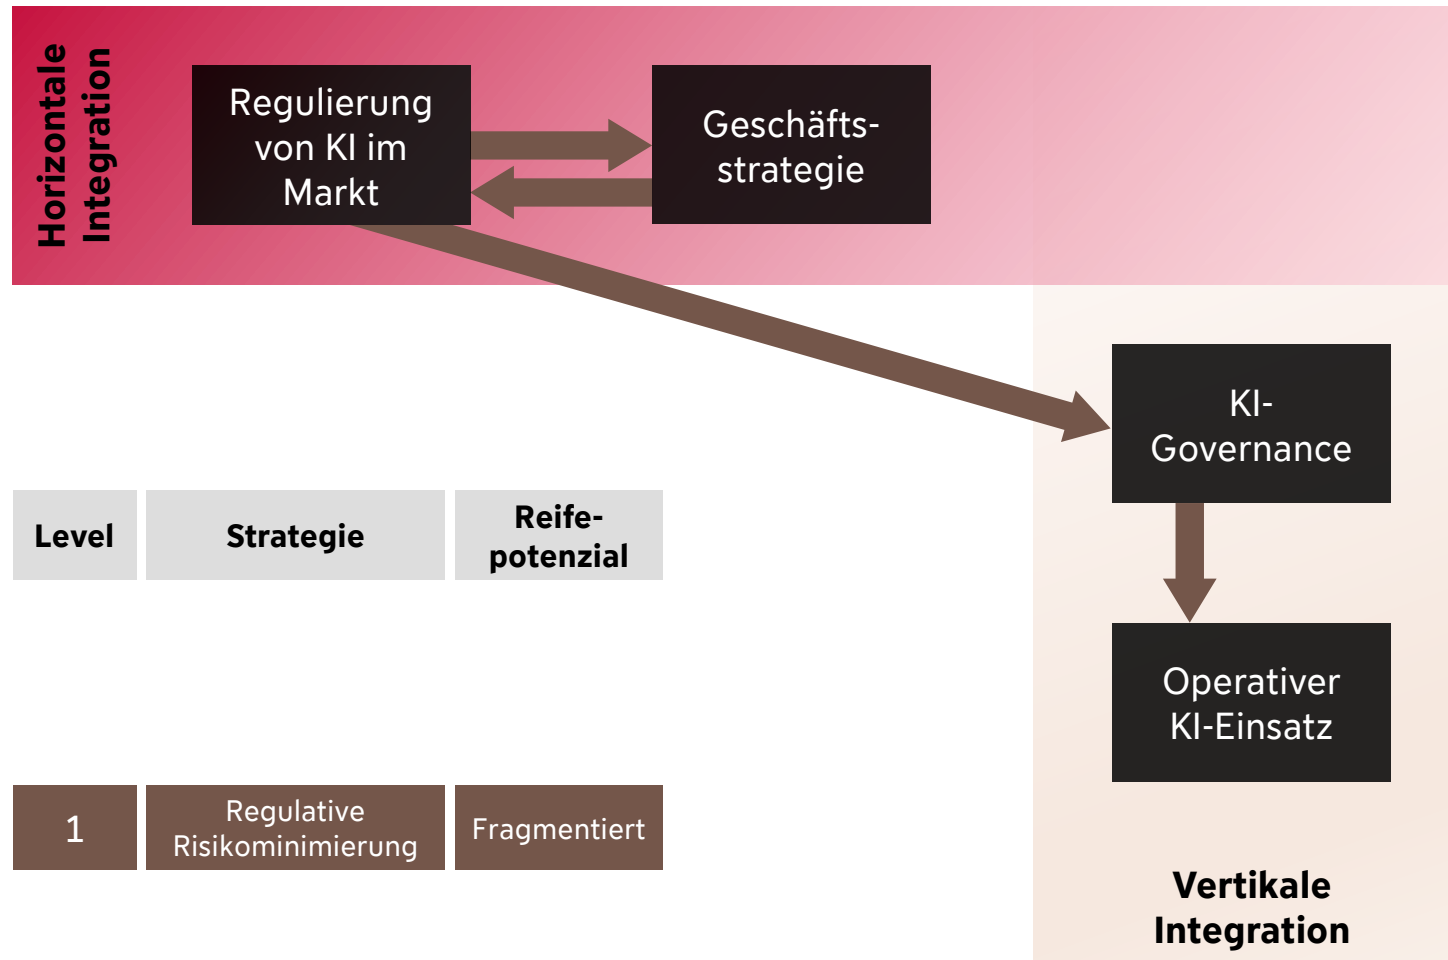 Horizontale
Integration
Regulierung
von KI im
Markt
Geschäfts-
strategie
KI-
Governance
Level
Strategie
Reife-
potenzial
Operativer
KI-Einsatz
1
Regulative
Risikominimierung
Fragmentiert
Vertikale
Integration